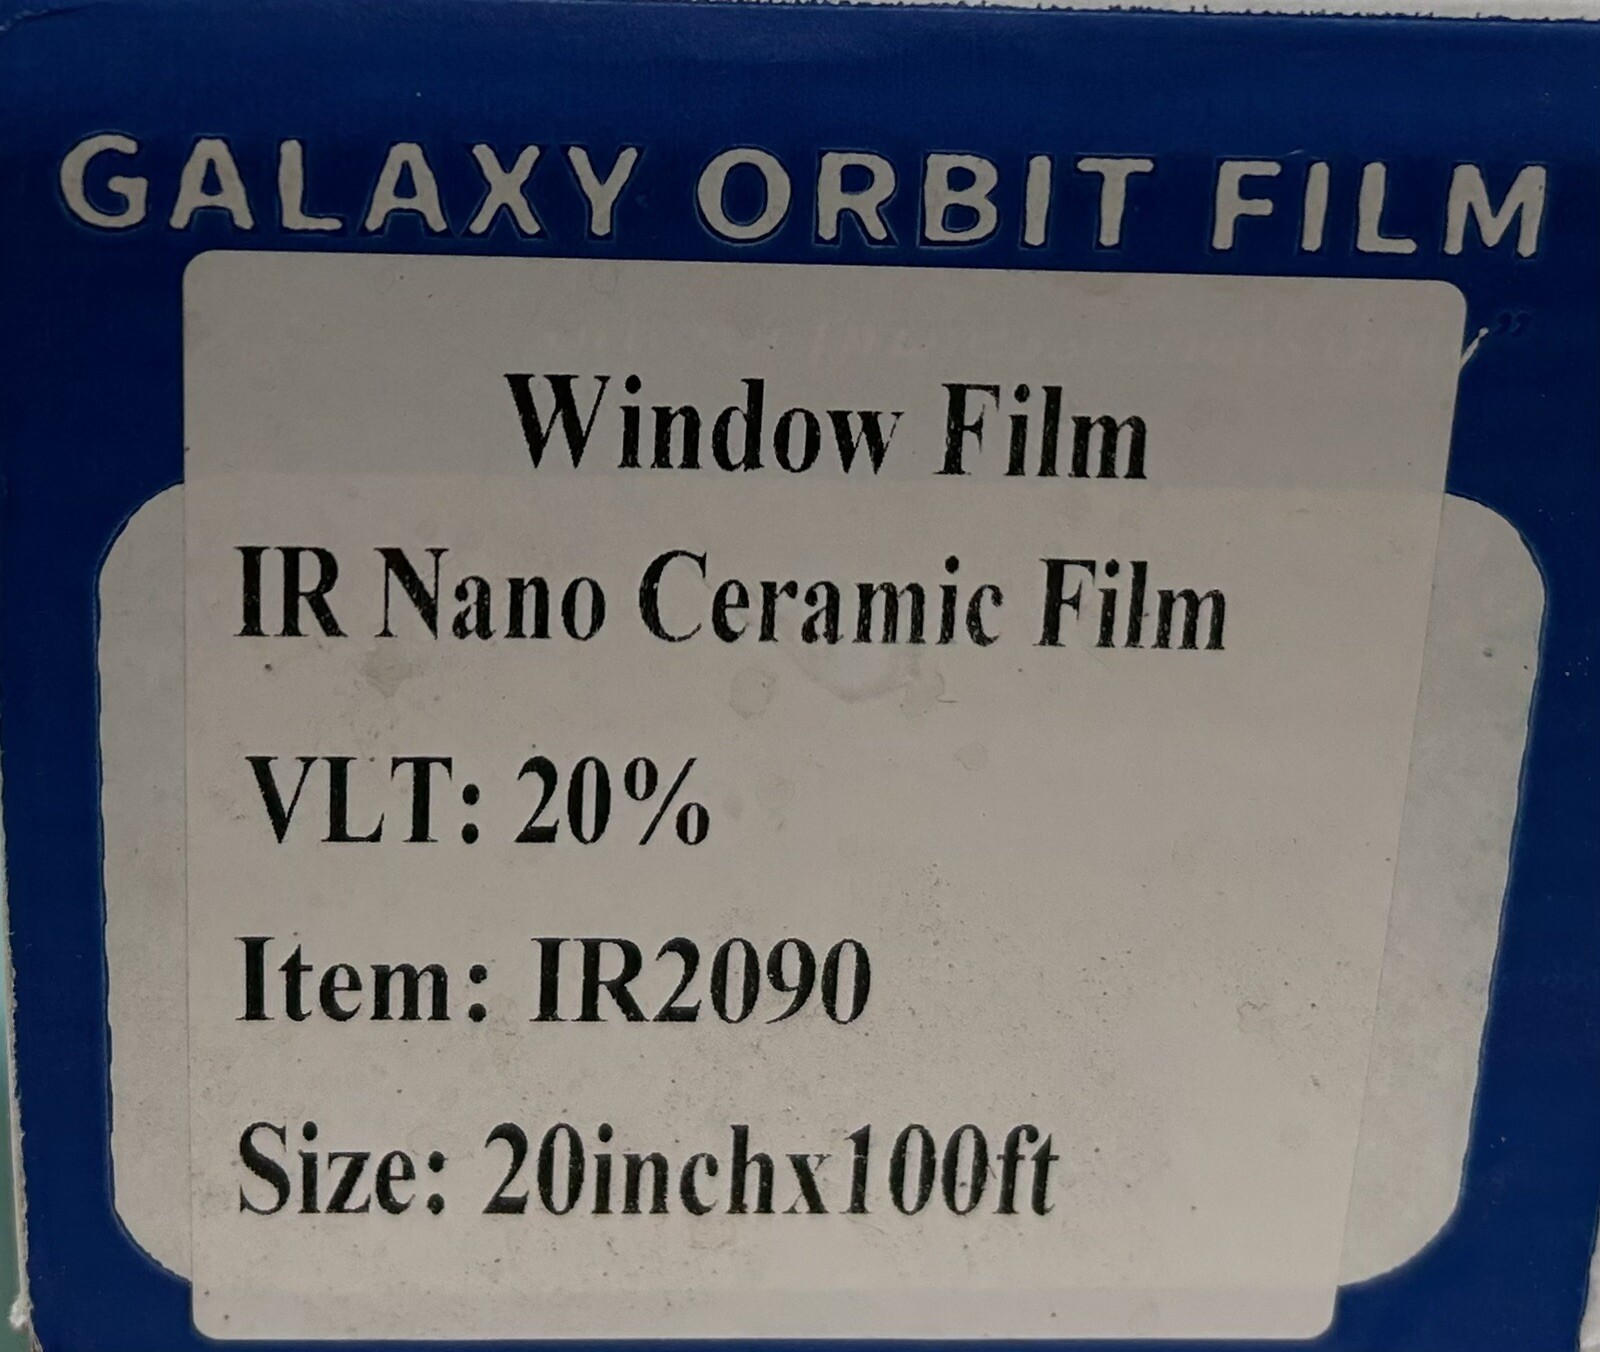 GALAXY ORBIT FILM
Window Film
IR Nano Ceramic Film
VLT: 20%
Item: IR2090
Size: 20inchx100ft